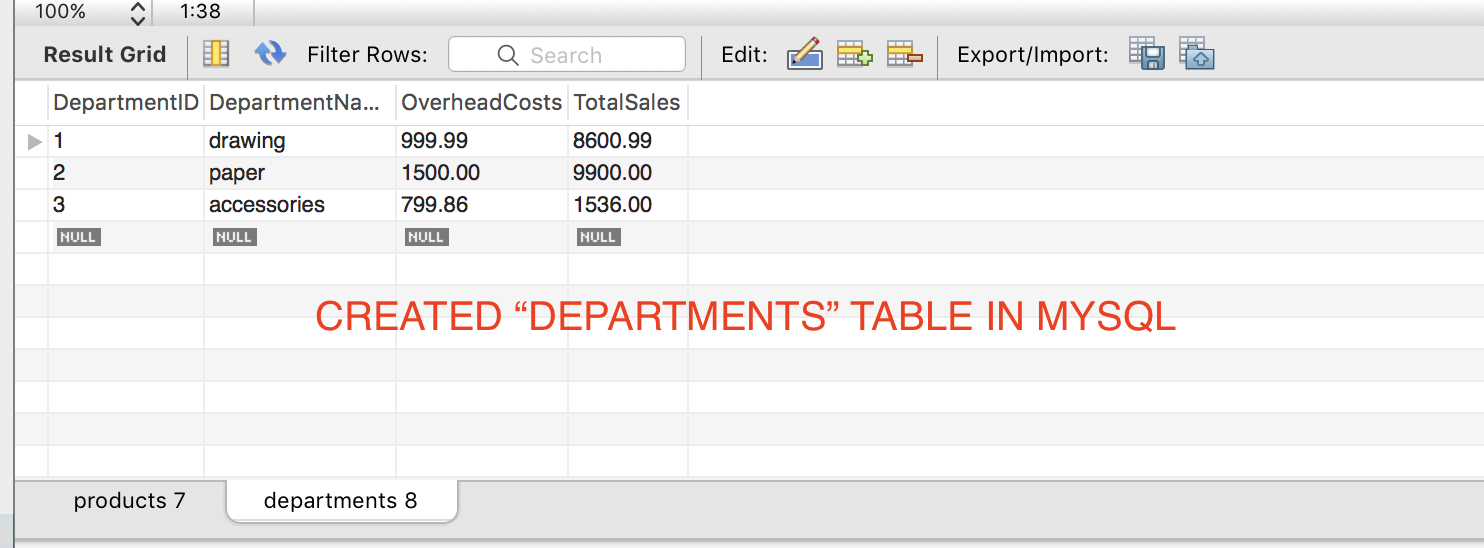 100% 1:38
Result Grid Filter Rows: Search Edit: Export/Import:
DepartmentID DepartmentNa... OverheadCosts TotalSales
1 drawing 999.99 8600.99
2 paper 1500.00 9900.00
3 accessories 799.86 1536.00
NULL NULL NULL NULL
CREATED “DEPARTMENTS” TABLE IN MYSQL
products 7 departments 8